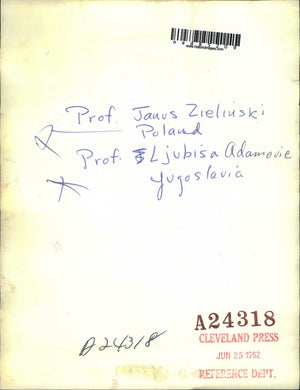 Prof. Janus Zielinski
Poland
Prof. Ljubisa Adamovic
Yugoslavia
A24318
CLEVELAND PRESS
JUN 25 1962
REFERENCE DEPT.
A24318